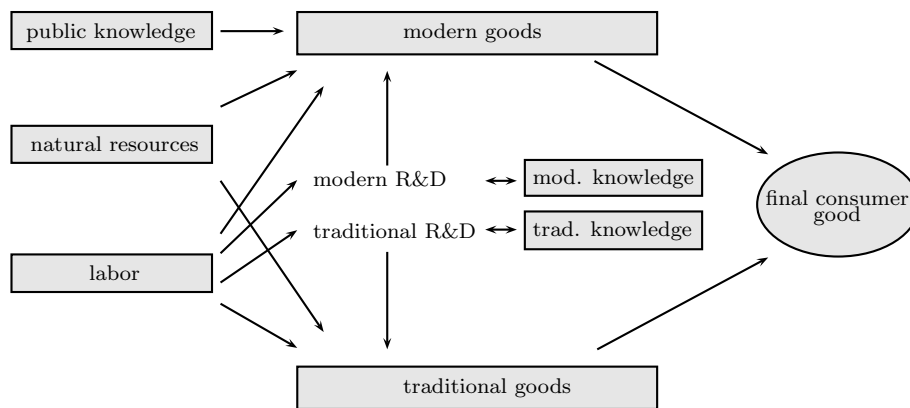 public knowledge
modern goods
natural resources
modern R&D
mod. knowledge
final consumer
good
traditional R&D
trad. knowledge
labor
traditional goods